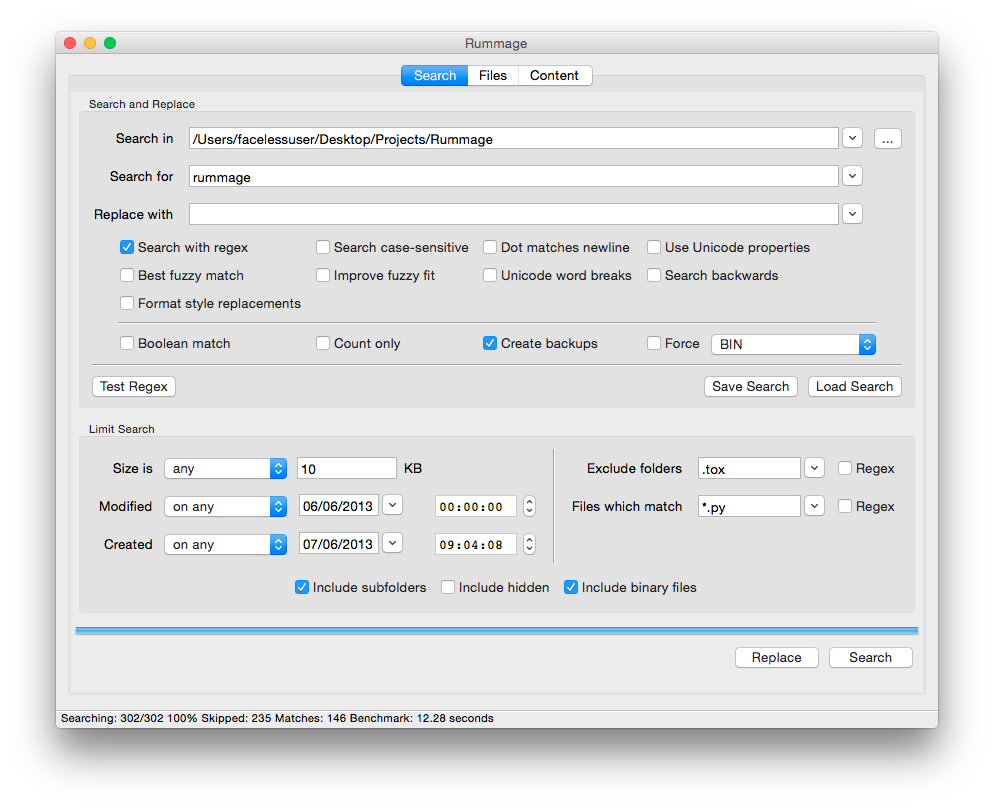 Rummage
Search Files Content
Search and Replace
Search in /Users/facelessuser/Desktop/Projects/Rummage ...
Search for rummage
Replace with
Search with regex Search case-sensitive Dot matches newline Use Unicode properties
Best fuzzy match Improve fuzzy fit Unicode word breaks Search backwards
Format style replacements
Boolean match Count only Create backups Force BIN
Test Regex Save Search Load Search
Limit Search
Size is any 10 KB Exclude folders .tox Regex
Modified on any 06/06/2013 00:00:00 Files which match *.py Regex
Created on any 07/06/2013 09:04:08
Include subfolders Include hidden Include binary files
Replace Search
Searching: 302/302 100% Skipped: 235 Matches: 146 Benchmark: 12.28 seconds